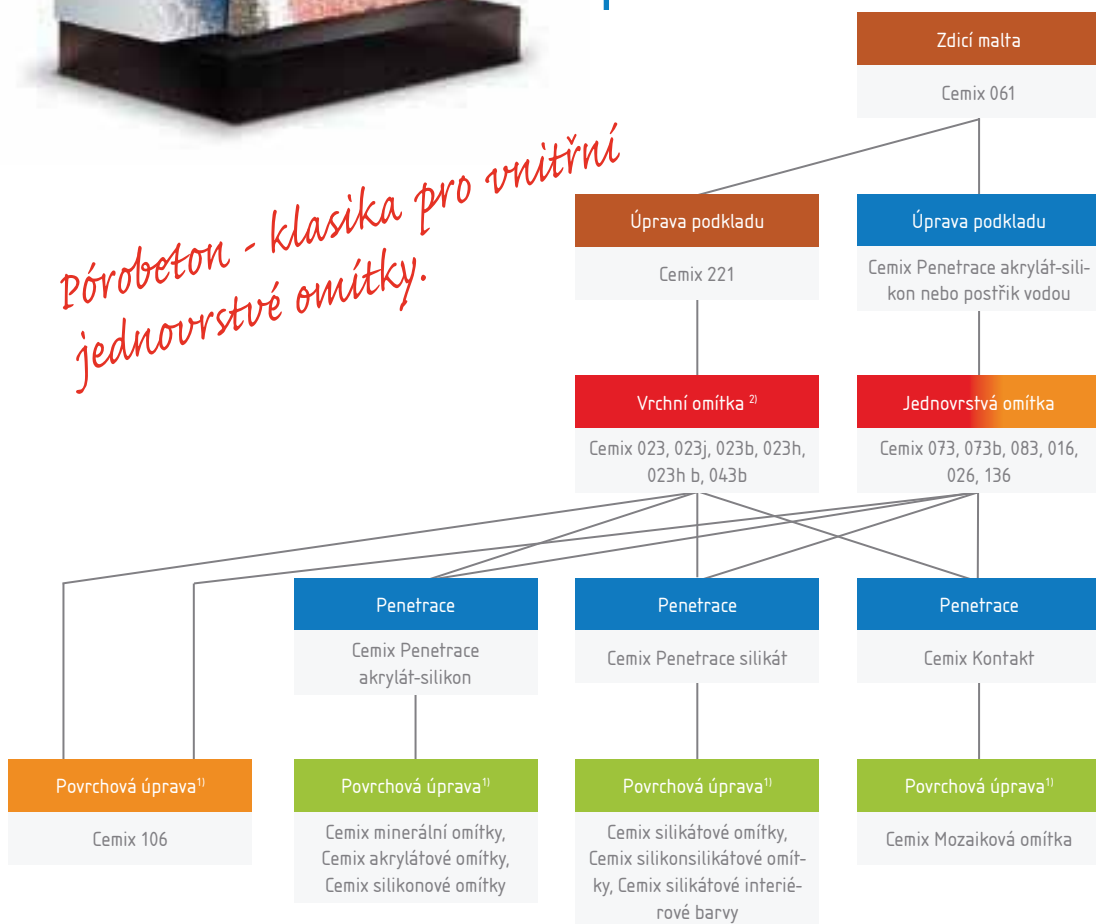 Zdicí malta
Cemix 061
Pórobeton - klasika pro vnitřní
jednovrstvé omítky.
Úprava podkladu
Cemix 221
Úprava podkladu
Cemix Penetrace akrylát-sili-
kon nebo postřik vodou
Vrchní omítka 2)
Cemix 023, 023j, 023b, 023h,
023h b, 043b
Jednovrstvá omítka
Cemix 073, 073b, 083, 016,
026, 136
Penetrace
Cemix Penetrace
akrylát-silikon
Penetrace
Cemix Penetrace silikát
Penetrace
Cemix Kontakt
Povrchová úprava1)
Cemix 106
Povrchová úprava1)
Cemix minerální omítky,
Cemix akrylátové omítky,
Cemix silikonové omítky
Povrchová úprava1)
Cemix silikátové omítky,
Cemix silikonsilikátové omít-
ky, Cemix silikátové interié-
rové barvy
Povrchová úprava1)
Cemix Mozaiková omítka